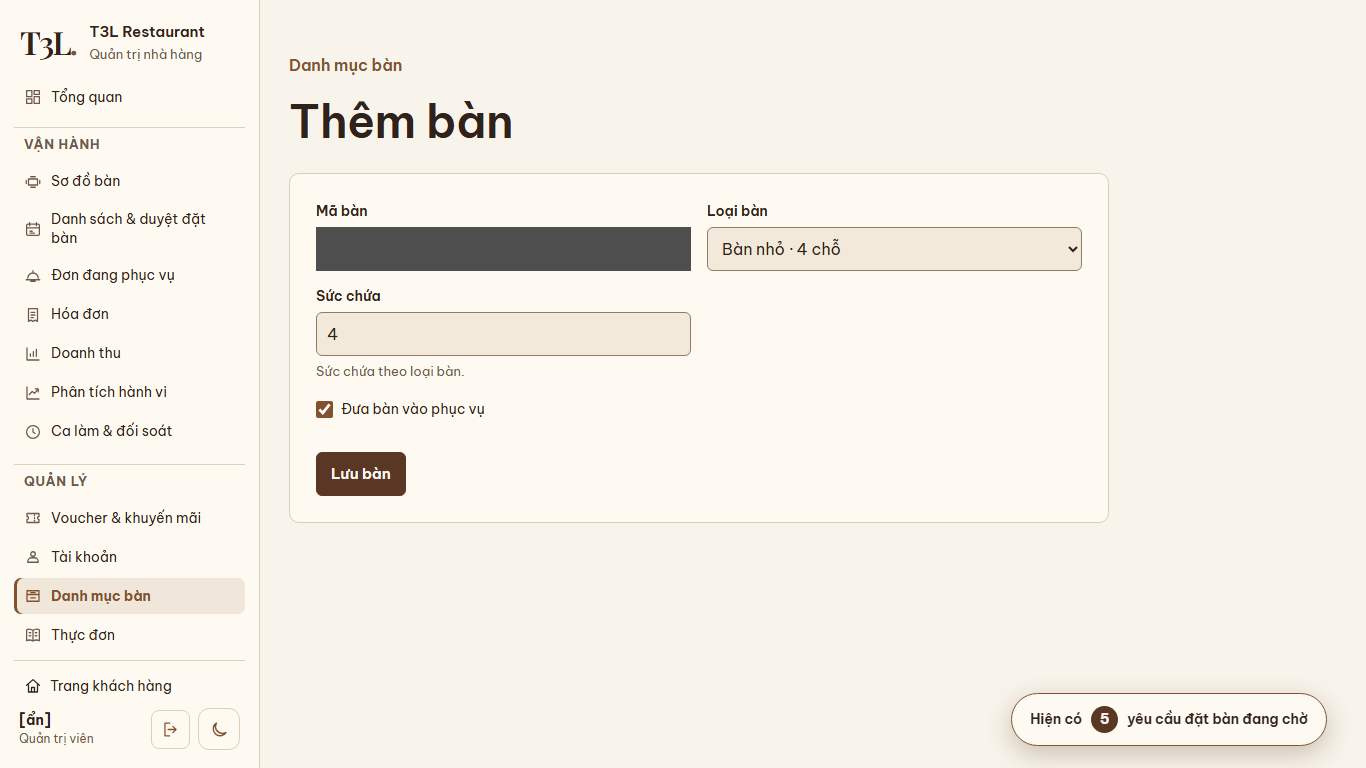 T3L.
T3L Restaurant
Quản trị nhà hàng
Tổng quan
VẬN HÀNH
Sơ đồ bàn
Danh sách & duyệt đặt
bàn
Đơn đang phục vụ
Hóa đơn
Doanh thu
Phân tích hành vi
Ca làm & đối soát
QUẢN LÝ
Voucher & khuyến mãi
Tài khoản
Danh mục bàn
Thực đơn
Trang khách hàng
[ẩn]
Quản trị viên
Danh mục bàn
Thêm bàn
Mã bàn
Loại bàn
Bàn nhỏ · 4 chỗ
Sức chứa
4
Sức chứa theo loại bàn.
Đưa bàn vào phục vụ
Lưu bàn
Hiện có 5 yêu cầu đặt bàn đang chờ